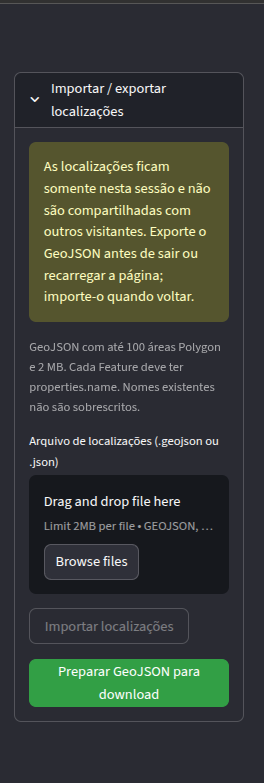 Importar / exportar
localizações
As localizações ficam
somente nesta sessão e não
são compartilhadas com
outros visitantes. Exporte o
GeoJSON antes de sair ou
recarregar a página;
importe-o quando voltar.
GeoJSON com até 100 áreas Polygon
e 2 MB. Cada Feature deve ter
properties.name. Nomes existentes
não são sobrescritos.
Arquivo de localizações (.geojson ou
.json)
Drag and drop file here
Limit 2MB per file • GEOJSON, ...
Browse files
Importar localizações
Preparar GeoJSON para
download